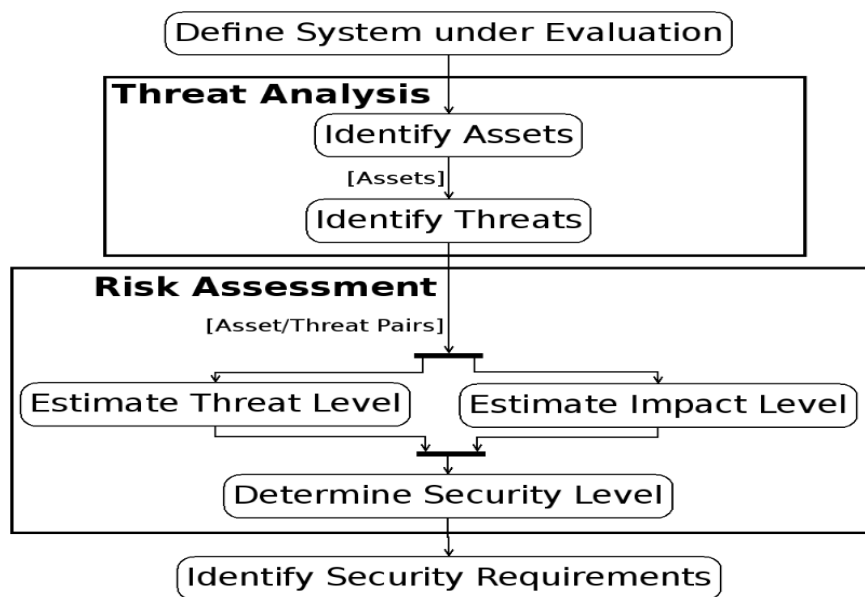 Define System under Evaluation
Threat Analysis
Identify Assets
[Assets]
Identify Threats
Risk Assessment
[Asset/Threat Pairs]
Estimate Threat Level
Estimate Impact Level
Determine Security Level
Identify Security Requirements